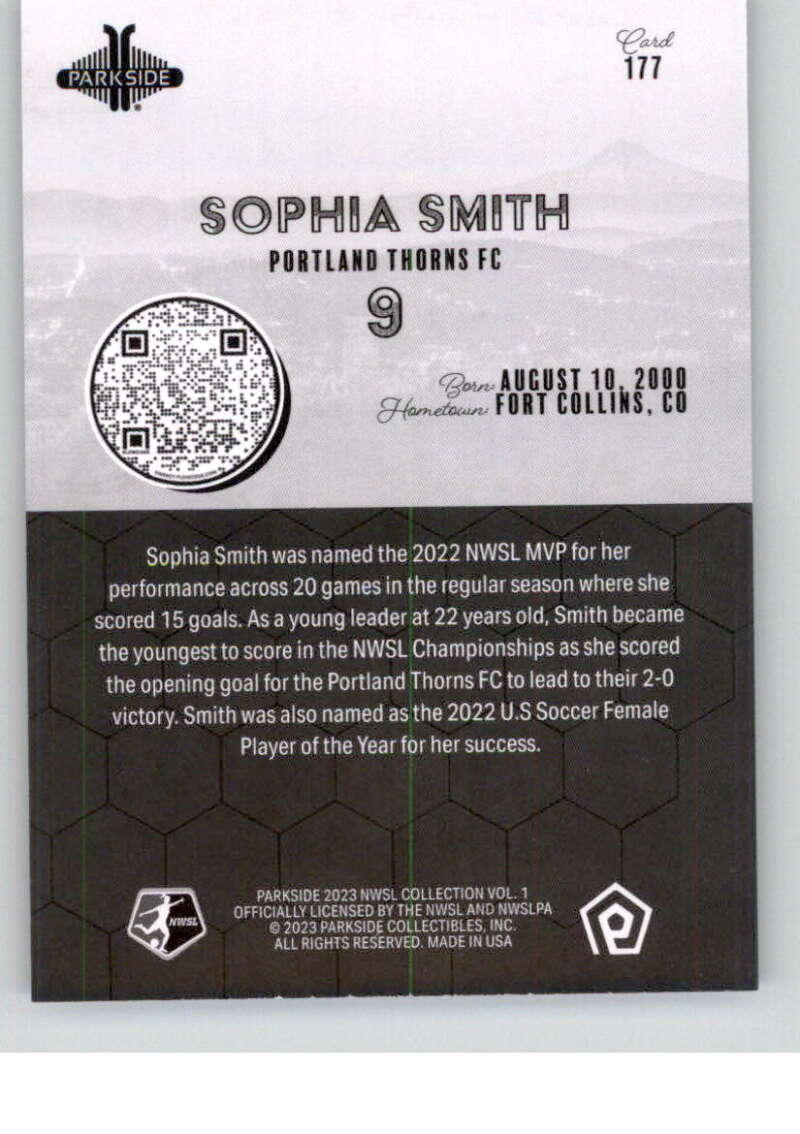 PARKSIDE
Card
177
SOPHIA SMITH
PORTLAND THORNS FC
9
Born: AUGUST 10, 2000
Hometown: FORT COLLINS, CO
Sophia Smith was named the 2022 NWSL MVP for her
performance across 20 games in the regular season where she
scored 15 goals. As a young leader at 22 years old, Smith became
the youngest to score in the NWSL Championships as she scored
the opening goal for the Portland Thorns FC to lead to their 2-0
victory. Smith was also named as the 2022 U.S Soccer Female
Player of the Year for her success.
NWSL
PARKSIDE 2023 NWSL COLLECTION VOL. 1
OFFICIALLY LICENSED BY THE NWSL AND NWSLPA
© 2023 PARKSIDE COLLECTIBLES, INC.
ALL RIGHTS RESERVED. MADE IN USA